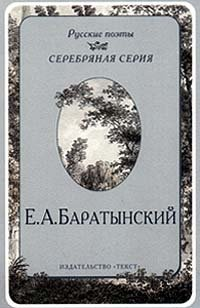 Русские поэты
СЕРЕБРЯНАЯ СЕРИЯ
Е.А.БАРАТЫНСКИЙ
ИЗДАТЕЛЬСТВО «ТЕКСТ»